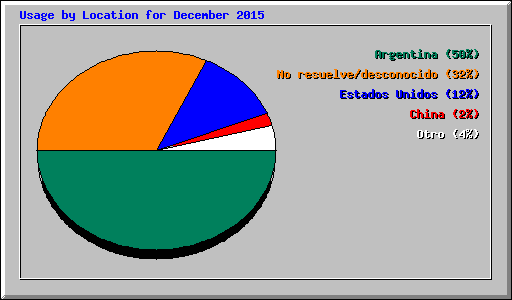 Usage by Location for December 2015
Argentina (50%)
No resuelve/desconocido (32%)
Estados Unidos (12%)
China (2%)
Otro (4%)